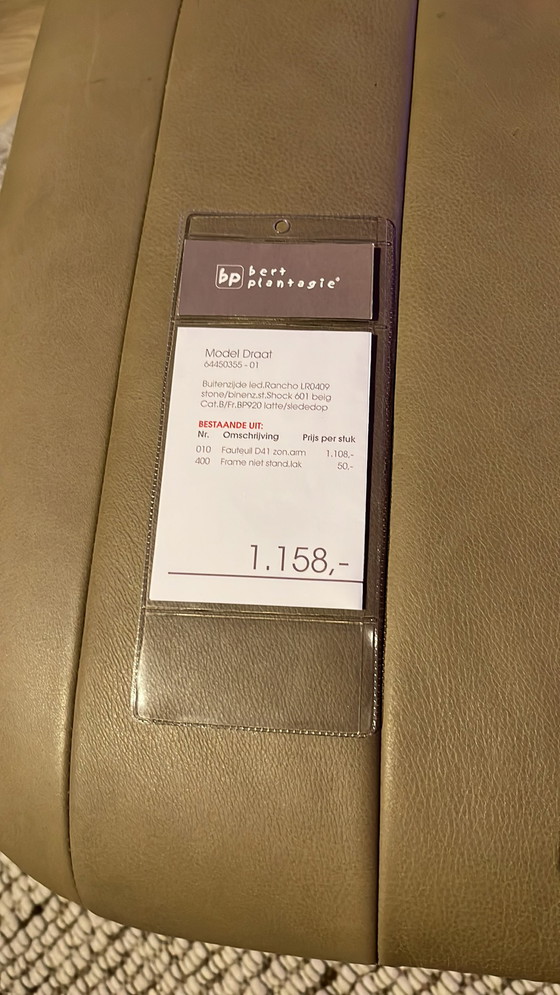 bp bert
plantagie®
Model Draat
64450355 - 01
Buitenzijde led.Rancho LR0409
stone/binenz.st.Shock 601 beig
Cat.B/Fr.BP920 latte/slededop
BESTAANDE UIT:
Nr. Omschrijving Prijs per stuk
010 Fauteuil D41 zon.arm 1.108,-
400 Frame niet stand.lak 50,-
1.158,-